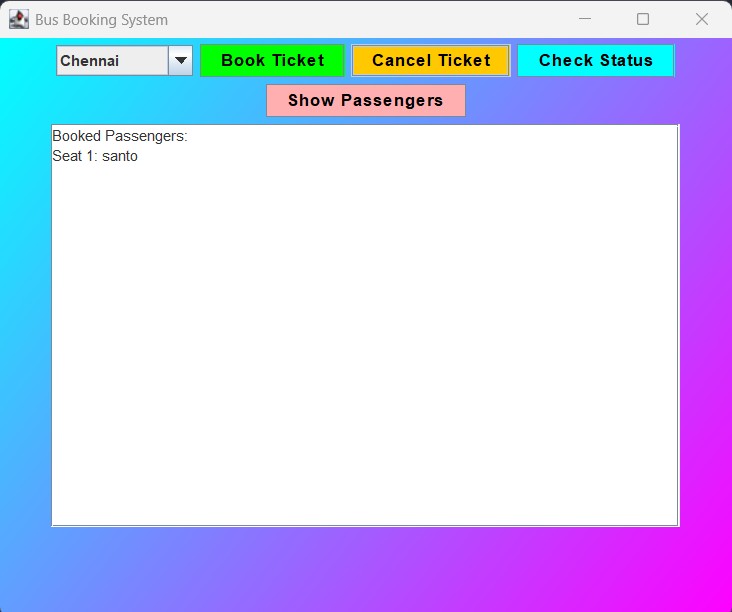 Bus Booking System
Chennai Book Ticket Cancel Ticket Check Status
Show Passengers
Booked Passengers:
Seat 1: santo